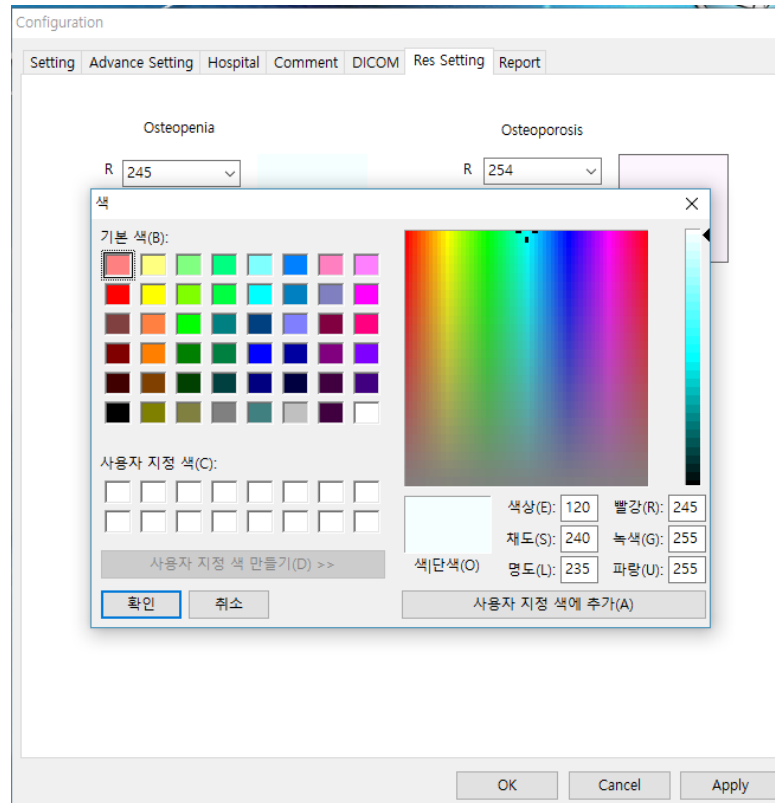 Configuration
Setting Advance Setting Hospital Comment DICOM Res Setting Report
Osteopenia Osteoporosis
R 245 R 254
색
기본 색(B):
사용자 지정 색(C):
사용자 지정 색 만들기(D) >>
색|단색(O)
색상(E): 120 빨강(R): 245
채도(S): 240 녹색(G): 255
명도(L): 235 파랑(U): 255
확인 취소 사용자 지정 색에 추가(A)
OK Cancel Apply